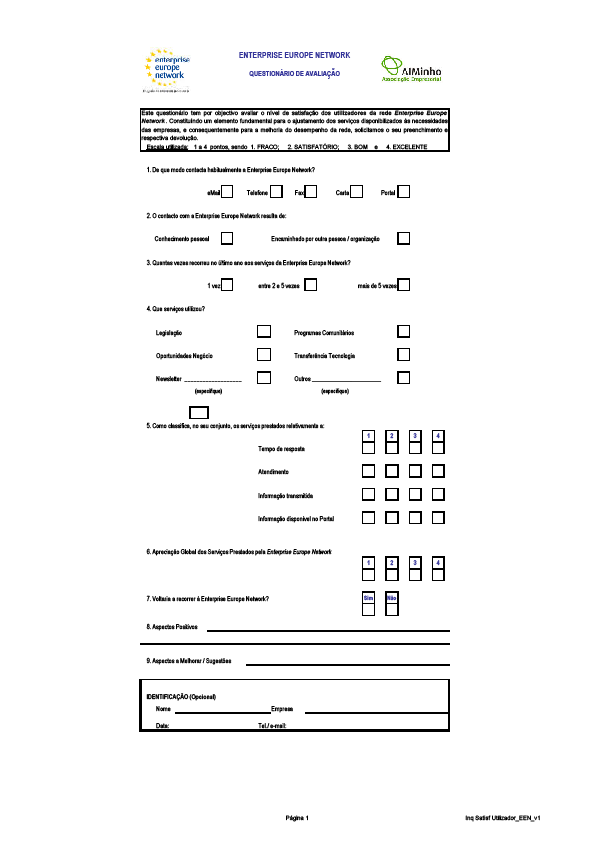 enterprise
europe
network
ENTERPRISE EUROPE NETWORK
QUESTIONÁRIO DE AVALIAÇÃO
AIMinho
Associação Empresarial
Este questionário tem por objectivo avaliar o nível de satisfação dos utilizadores da rede Enterprise Europe
Network. Constituindo um elemento fundamental para o ajustamento dos serviços disponibilizados às necessidades
das empresas, e consequentemente para a melhoria do desempenho da rede, solicitamos o seu preenchimento e
respectiva devolução.
Escala utilizada: 1 a 4 pontos, sendo 1. FRACO; 2. SATISFATÓRIO; 3. BOM e 4. EXCELENTE
1. De que modo contacta habitualmente a Enterprise Europe Network?
eMail Telefone Fax Carta Portal
2. O contacto com a Enterprise Europe Network resulta de:
Conhecimento pessoal Encaminhado por outra pessoa / organização
3. Quantas vezes recorreu no último ano aos serviços da Enterprise Europe Network?
1 vez entre 2 e 5 vezes mais de 5 vezes
4. Que serviços utilizou?
Legislação Programas Comunitários
Oportunidades Negócio Transferência Tecnologia
Newsletter ___________________ Outros _______________________
(especifique) (especifique)
5. Como classifica, no seu conjunto, os serviços prestados relativamente a:
1 2 3 4
Tempo de resposta
Atendimento
Informação transmitida
Informação disponível no Portal
6. Apreciação Global dos Serviços Prestados pela Enterprise Europe Network
1 2 3 4
7. Voltaria a recorrer à Enterprise Europe Network? Sim Não
8. Aspectos Positivos
9. Aspectos a Melhorar / Sugestões
IDENTIFICAÇÃO (Opcional)
Nome Empresa
Data: Tel./ e-mail:
Página 1 Inq Satisf Utilizador_EEN_v1